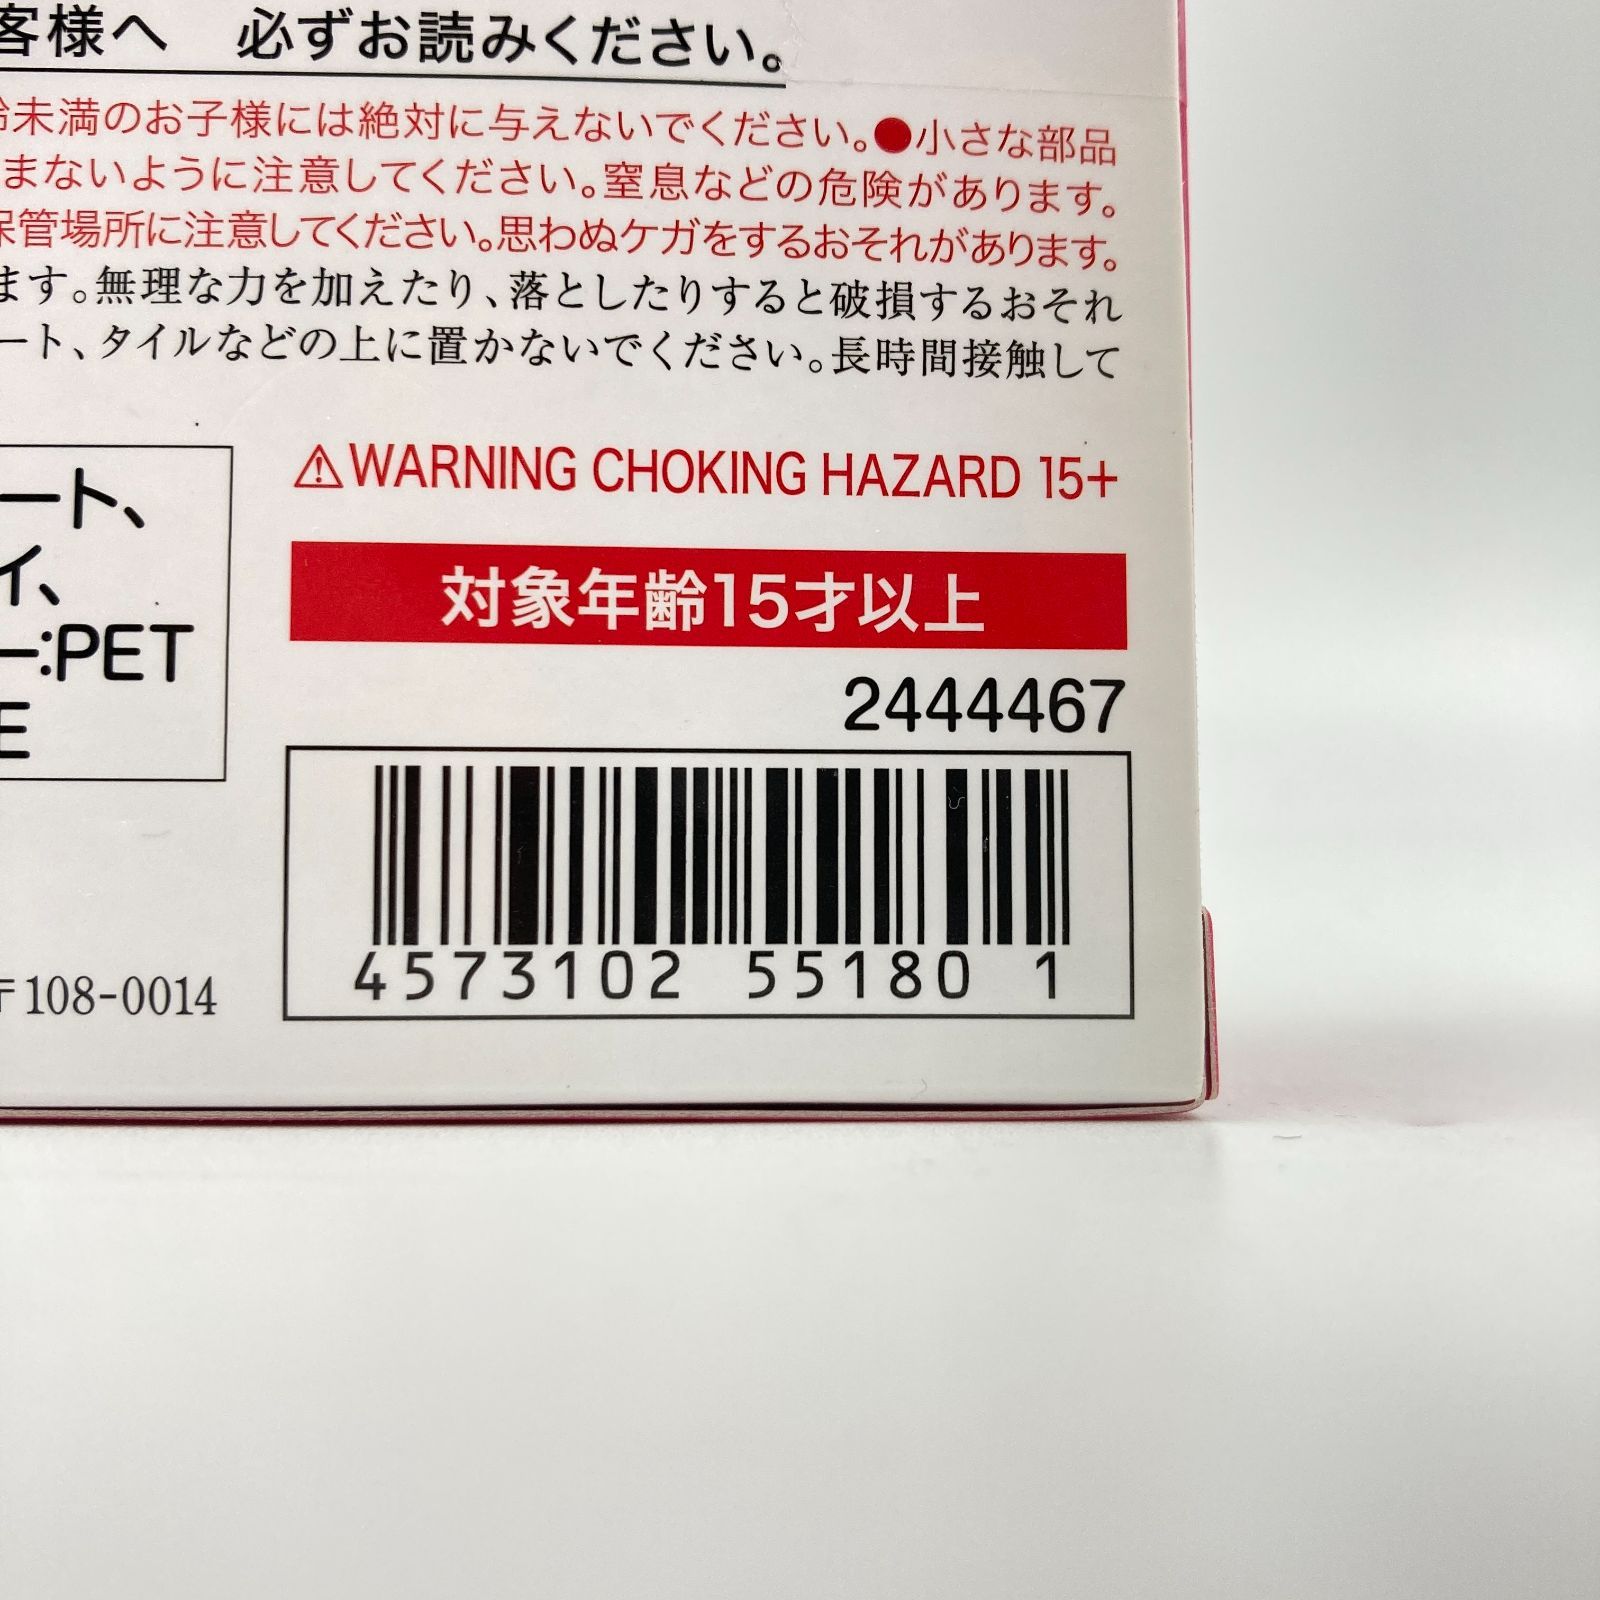 客様へ 必ずお読みください。
齢未満のお子様には絶対に与えないでください。●小さな部品
まないように注意してください。窒息などの危険があります。
保管場所に注意してください。思わぬケガをするおそれがあります。
ます。無理な力を加えたり、落としたりすると破損するおそれ
ート、タイルなどの上に置かないでください。長時間接触して
⚠WARNING CHOKING HAZARD 15+
ート、
ィ、
ー:PET
E
対象年齢15才以上
2444467
4573102 55180 1
〒108-0014